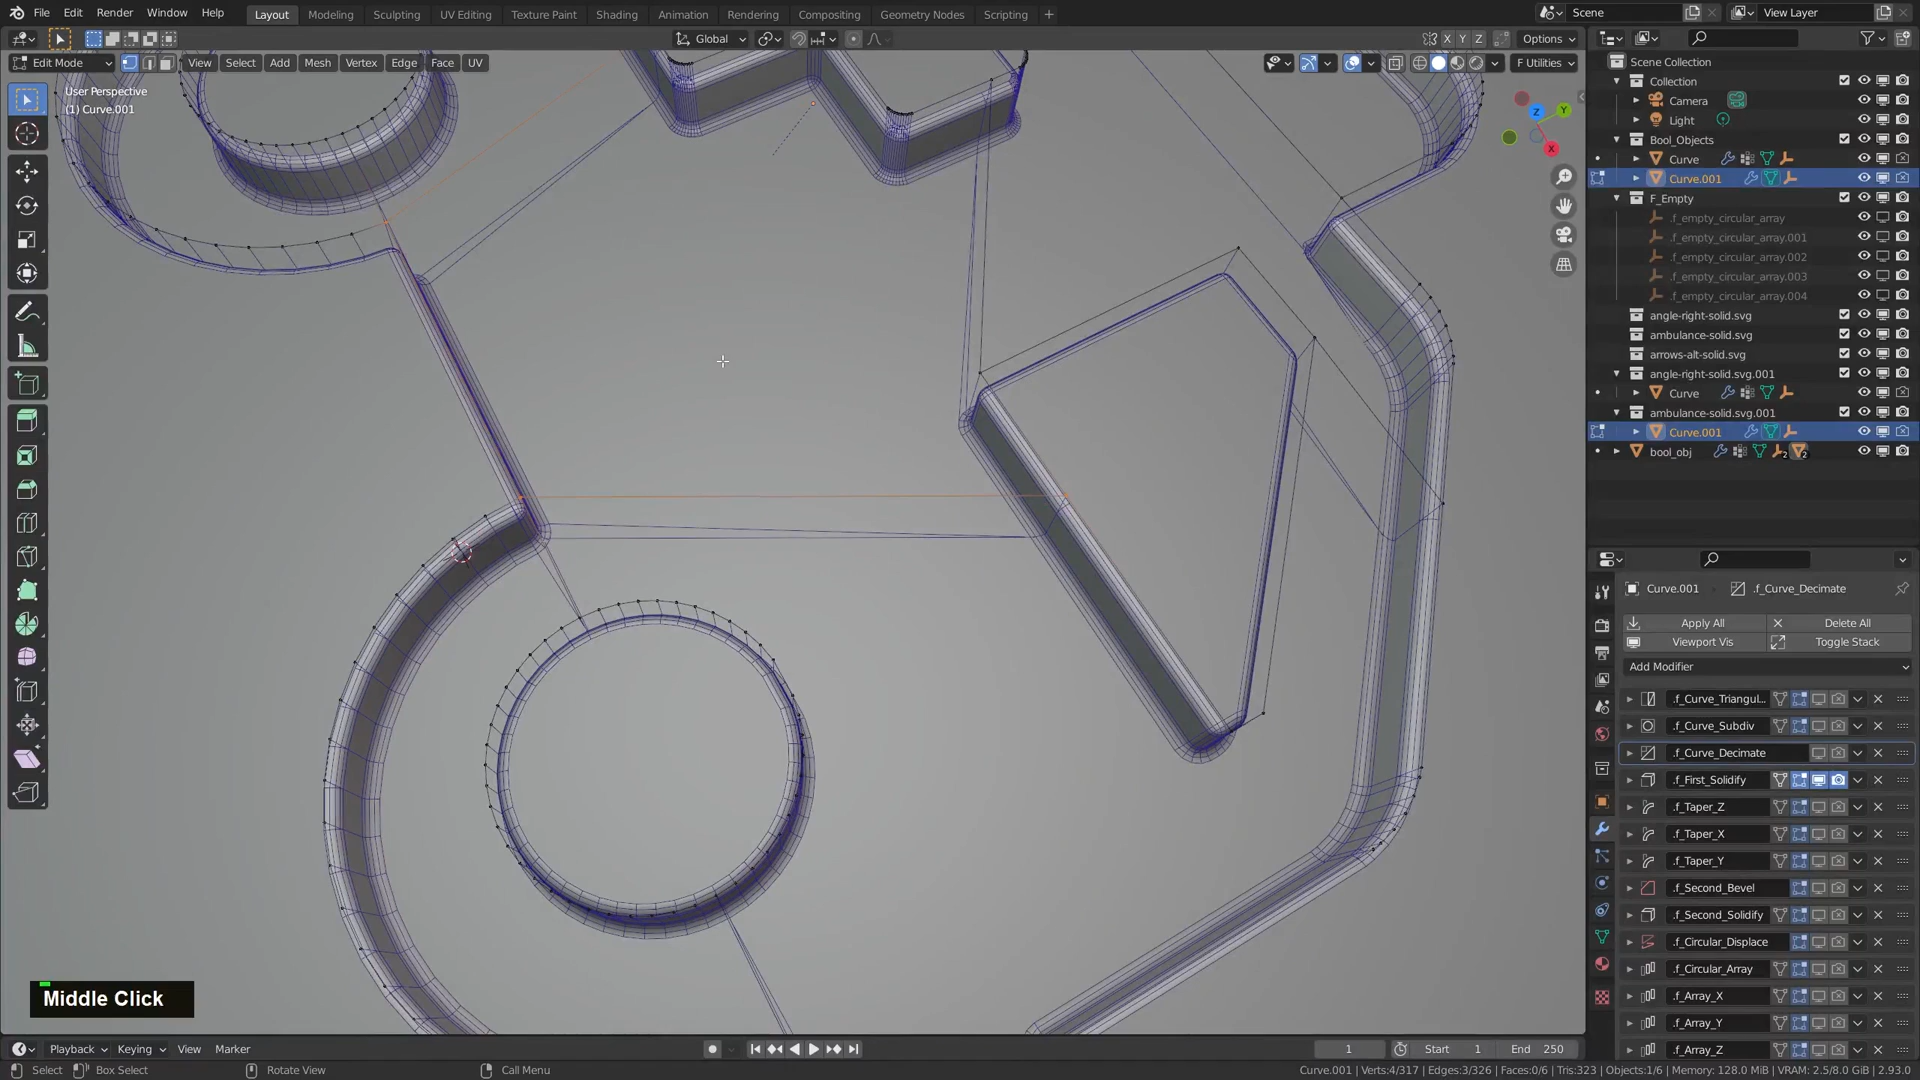 File Edit Render Window Help Layout Modeling Sculpting UV Editing Texture Paint Shading Animation Rendering Compositing Geometry Nodes Scripting + Scene View Layer
Global X Y Z Options
Edit Mode View Select Add Mesh Vertex Edge Face UV F Utilities
User Perspective
(1) Curve.001
Z Y X
Scene Collection
Collection
Camera
Light
Bool_Objects
Curve
Curve.001
F_Empty
.f_empty_circular_array
.f_empty_circular_array.001
.f_empty_circular_array.002
.f_empty_circular_array.003
.f_empty_circular_array.004
angle-right-solid.svg
ambulance-solid.svg
arrows-alt-solid.svg
angle-right-solid.svg.001
Curve
ambulance-solid.svg.001
Curve.001
bool_obj 2 2
Curve.001 .f_Curve_Decimate
Apply All Delete All
Viewport Vis Toggle Stack
Add Modifier
.f_Curve_Triangul...
.f_Curve_Subdiv
.f_Curve_Decimate
.f_First_Solidify
.f_Taper_Z
.f_Taper_X
.f_Taper_Y
.f_Second_Bevel
.f_Second_Solidify
.f_Circular_Displace
.f_Circular_Array
.f_Array_X
.f_Array_Y
.f_Array_Z
Middle Click
Playback Keying View Marker 1 Start 1 End 250
Select Box Select Rotate View Call Menu Curve.001 | Verts:4/317 | Edges:3/326 | Faces:0/6 | Tris:323 | Objects:1/6 | Memory: 128.0 MiB | VRAM: 2.5/8.0 GiB | 2.93.0